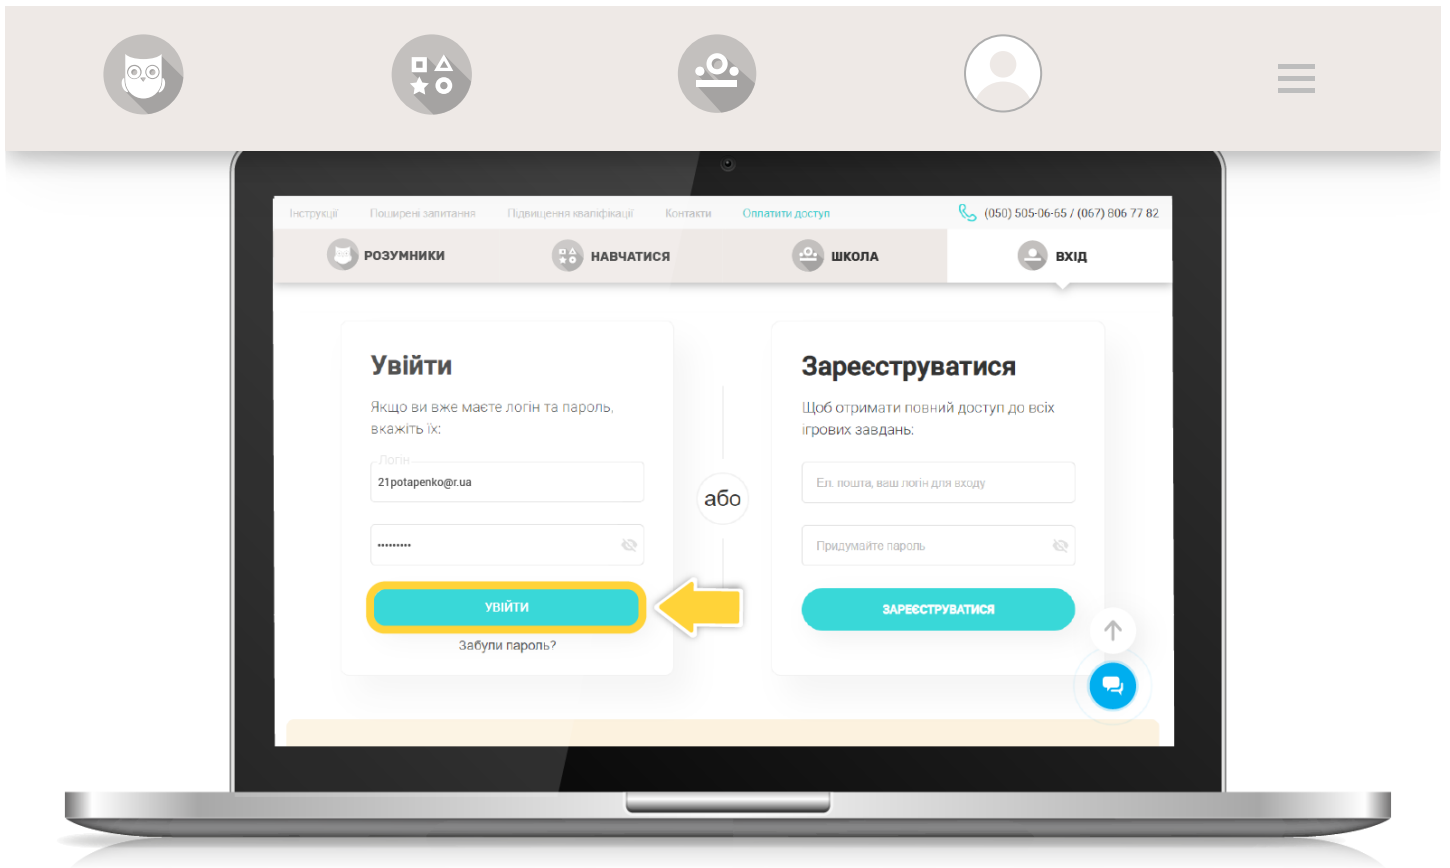 Інструкції Поширені запитання Підвищення кваліфікації Контакти Оплатити доступ (050) 505-06-65 / (067) 806 77 82
РОЗУМНИКИ НАВЧАТИСЯ ШКОЛА ВХІД
Увійти
Якщо ви вже маєте логін та пароль,
вкажіть їх:
Логін
21potapenko@r.ua
•••••••••
УВІЙТИ
Забули пароль?
або
Зареєструватися
Щоб отримати повний доступ до всіх
ігрових завдань:
Ел. пошта, ваш логін для входу
Придумайте пароль
ЗАРЕЄСТРУВАТИСЯ